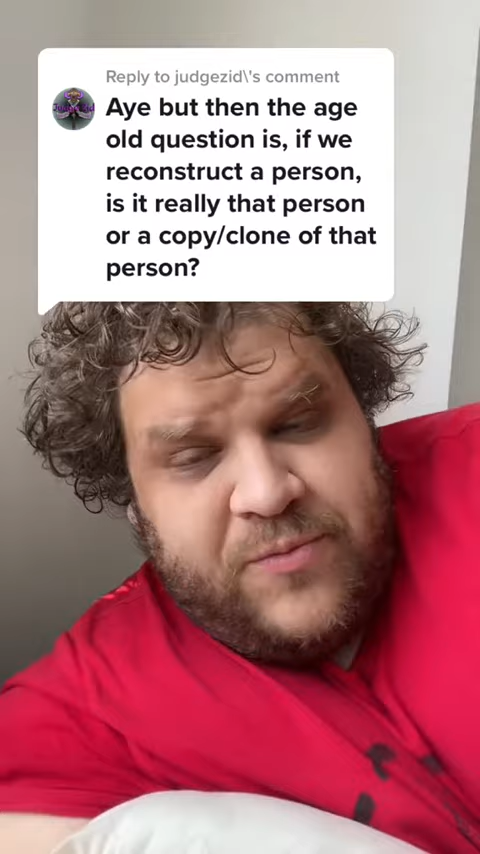 Reply to judgezid\'s comment
Aye but then the age
old question is, if we
reconstruct a person,
is it really that person
or a copy/clone of that
person?